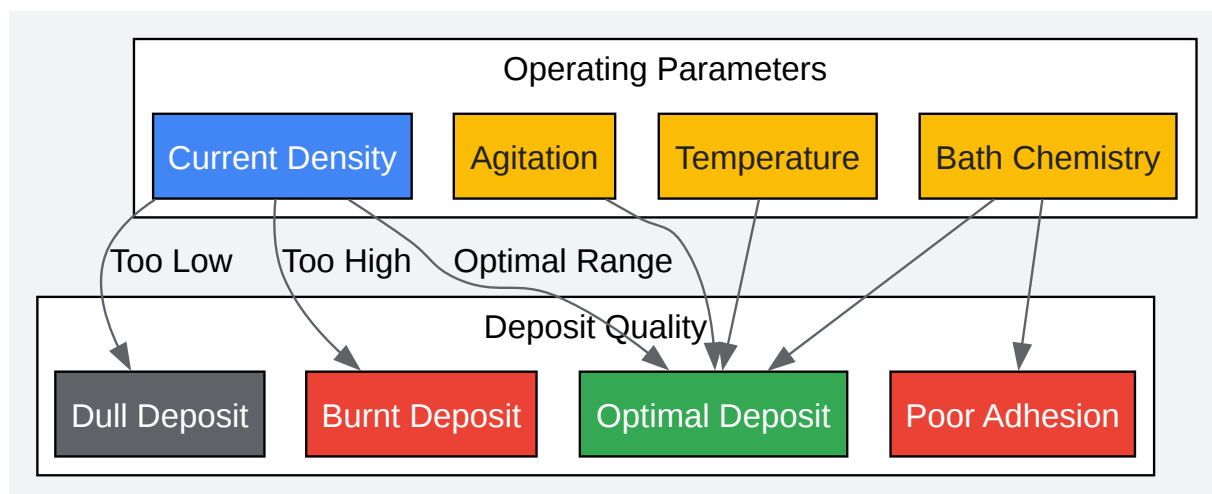 Operating Parameters
Current Density
Agitation
Temperature
Bath Chemistry
Too Low
Too High
Optimal Range
Deposit Quality
Dull Deposit
Burnt Deposit
Optimal Deposit
Poor Adhesion